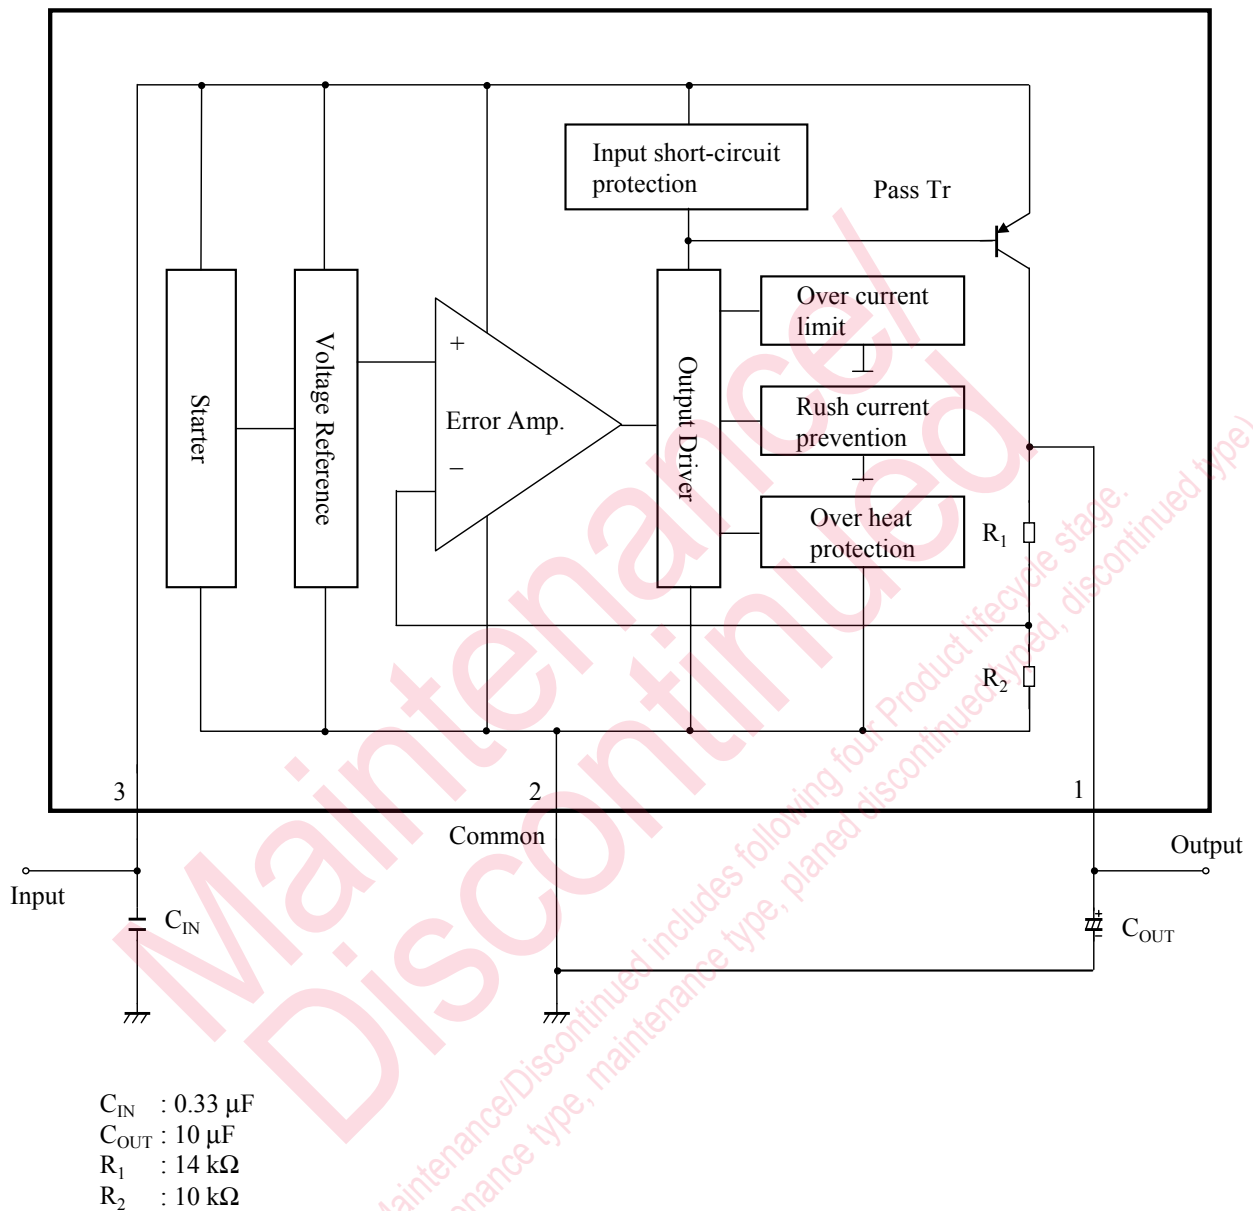 Input short-circuit
protection
Pass Tr
Over current
limit
Starter
Voltage Reference
+
Error Amp.
−
Output Driver
Rush current
prevention
Over heat
protection
R1
R2
3
2
1
Common
Input
Output
CIN
+
−
COUT
CIN : 0.33 μF
COUT : 10 μF
R1 : 14 kΩ
R2 : 10 kΩ
Maintenance/
Discontinued
Maintenance/Discontinued includes following four Product lifecycle stage.
maintenance type, planed discontinued typed, discontinued type)